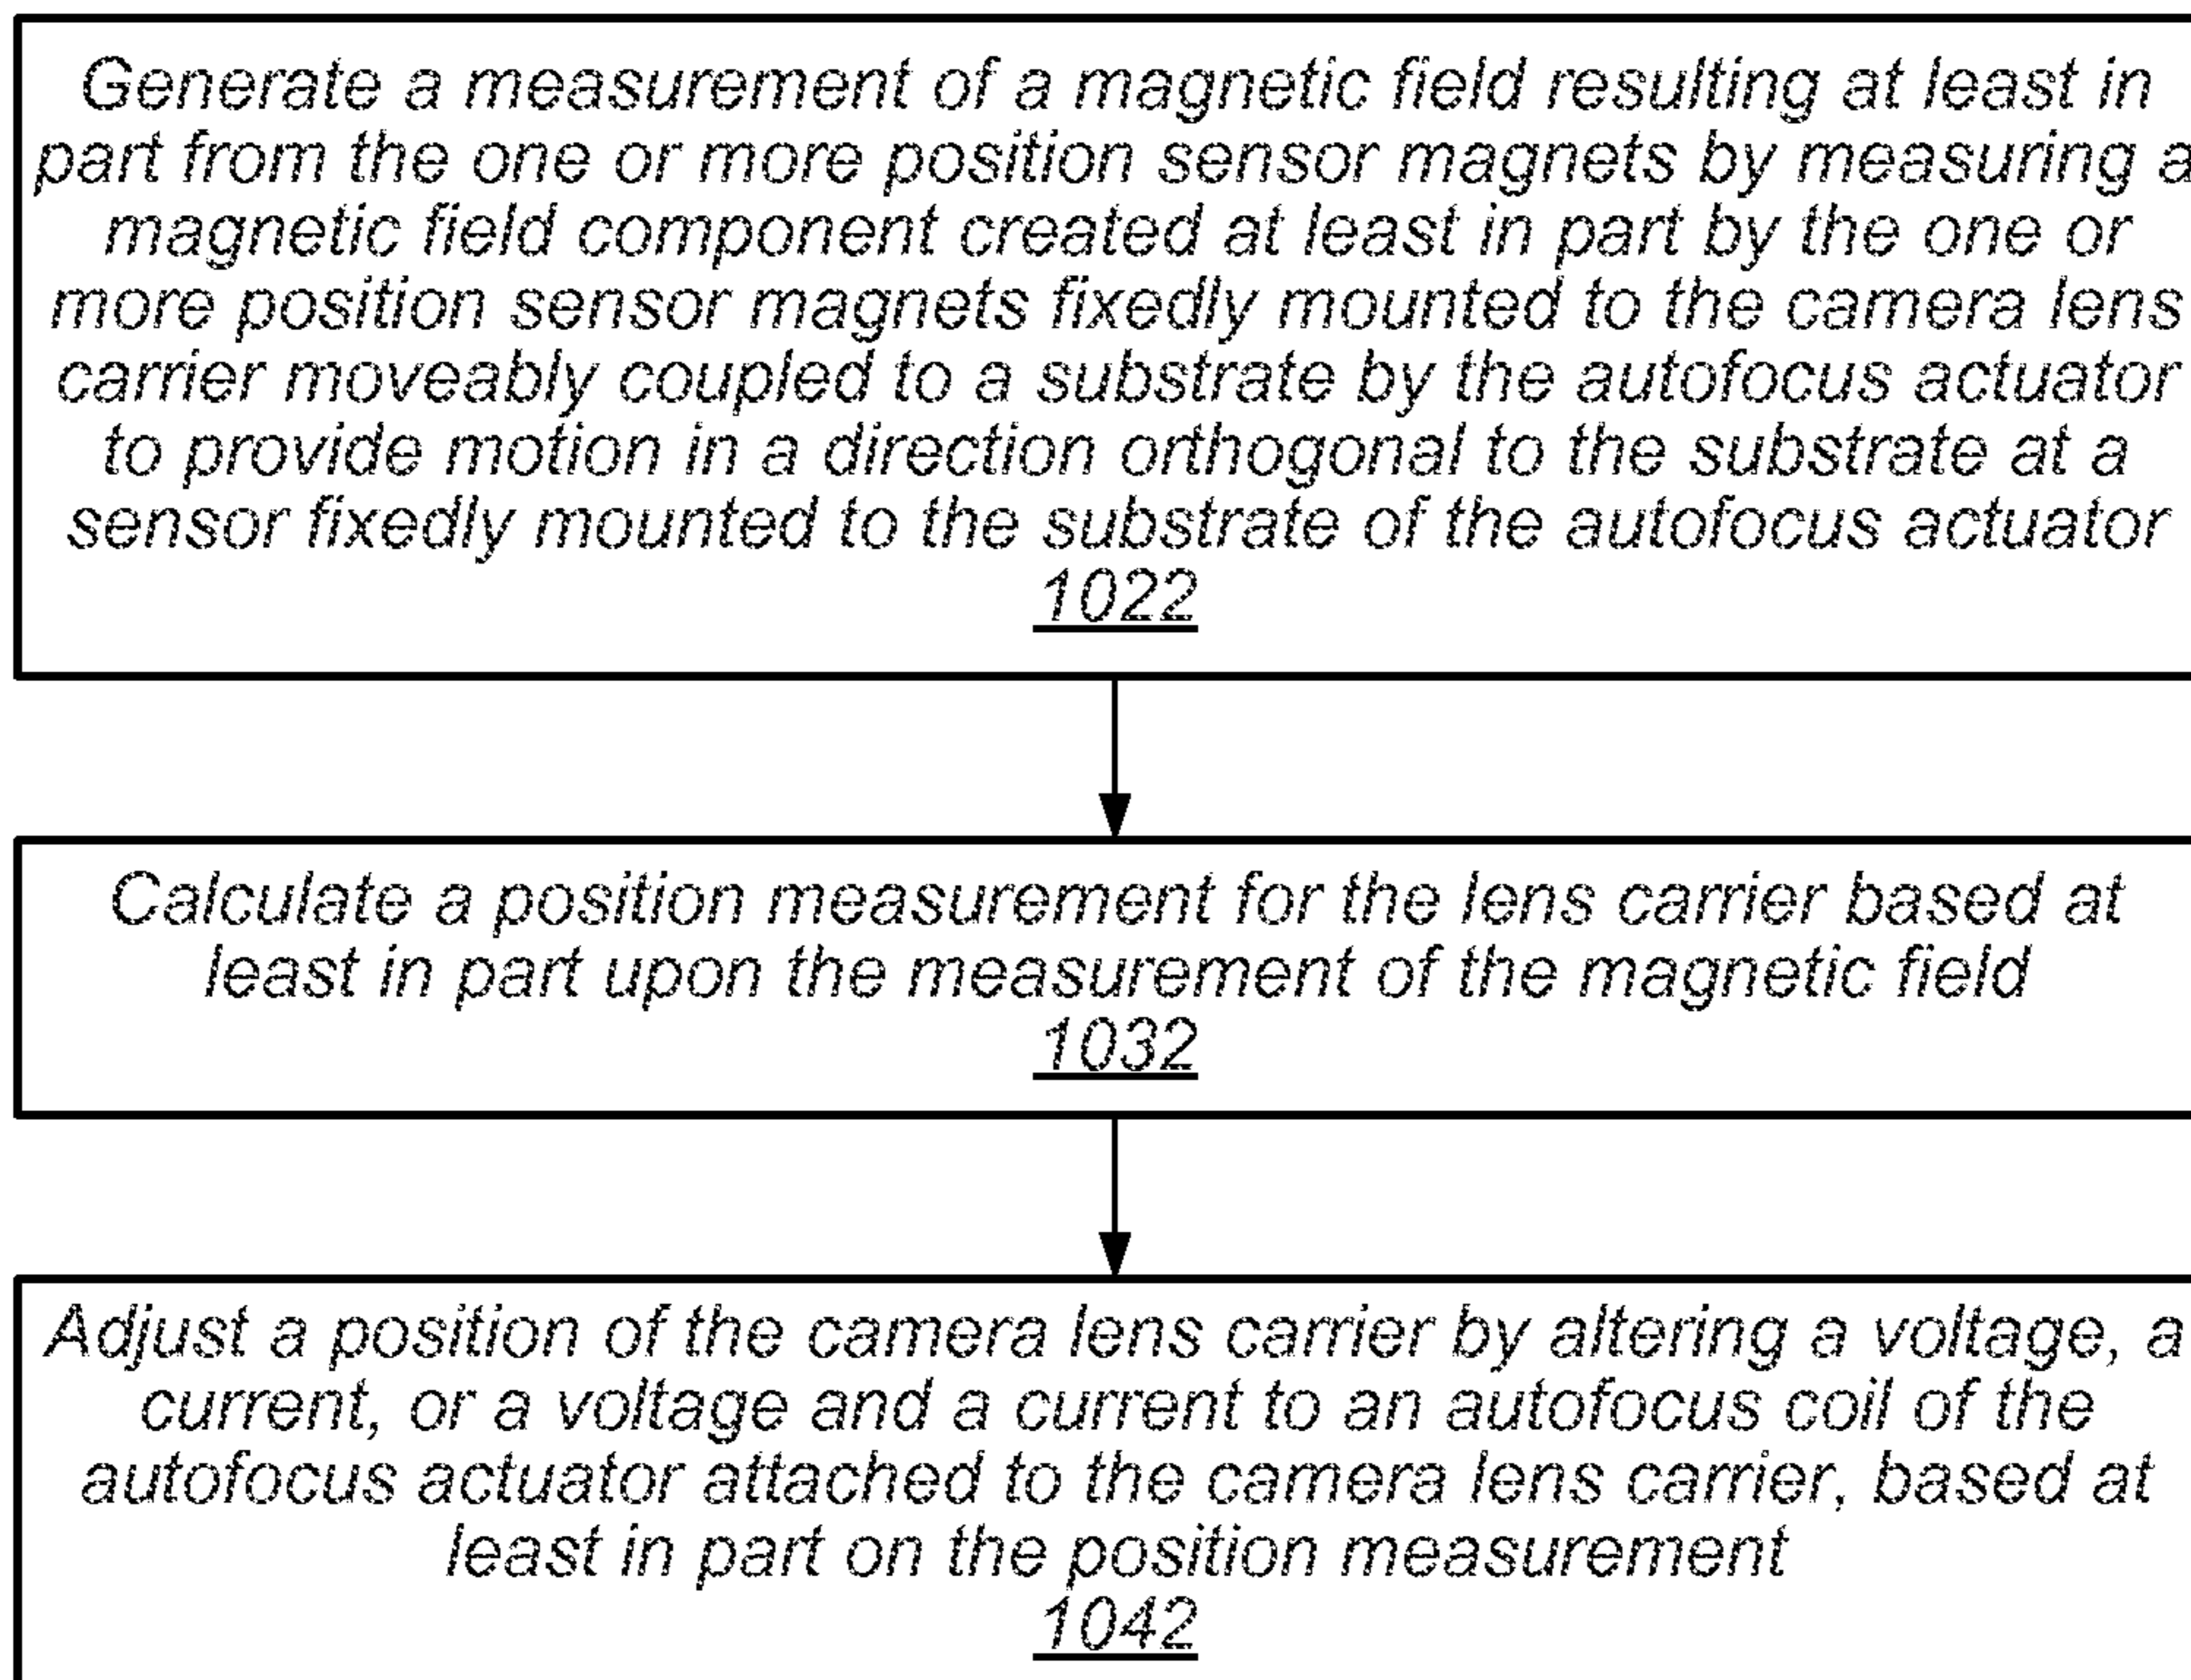 Generate a measurement of a magnetic field resulting at least in
part from the one or more position sensor magnets by measuring a
magnetic field component created at least in part by the one or
more position sensor magnets fixedly mounted to the camera lens
carrier moveably coupled to a substrate by the autofocus actuator
to provide motion in a direction orthogonal to the substrate at a
sensor fixedly mounted to the substrate of the autofocus actuator
1022
Calculate a position measurement for the lens carrier based at
least in part upon the measurement of the magnetic field
1032
Adjust a position of the camera lens carrier by altering a voltage, a
current, or a voltage and a current to an autofocus coil of the
autofocus actuator attached to the camera lens carrier, based at
least in part on the position measurement
1042